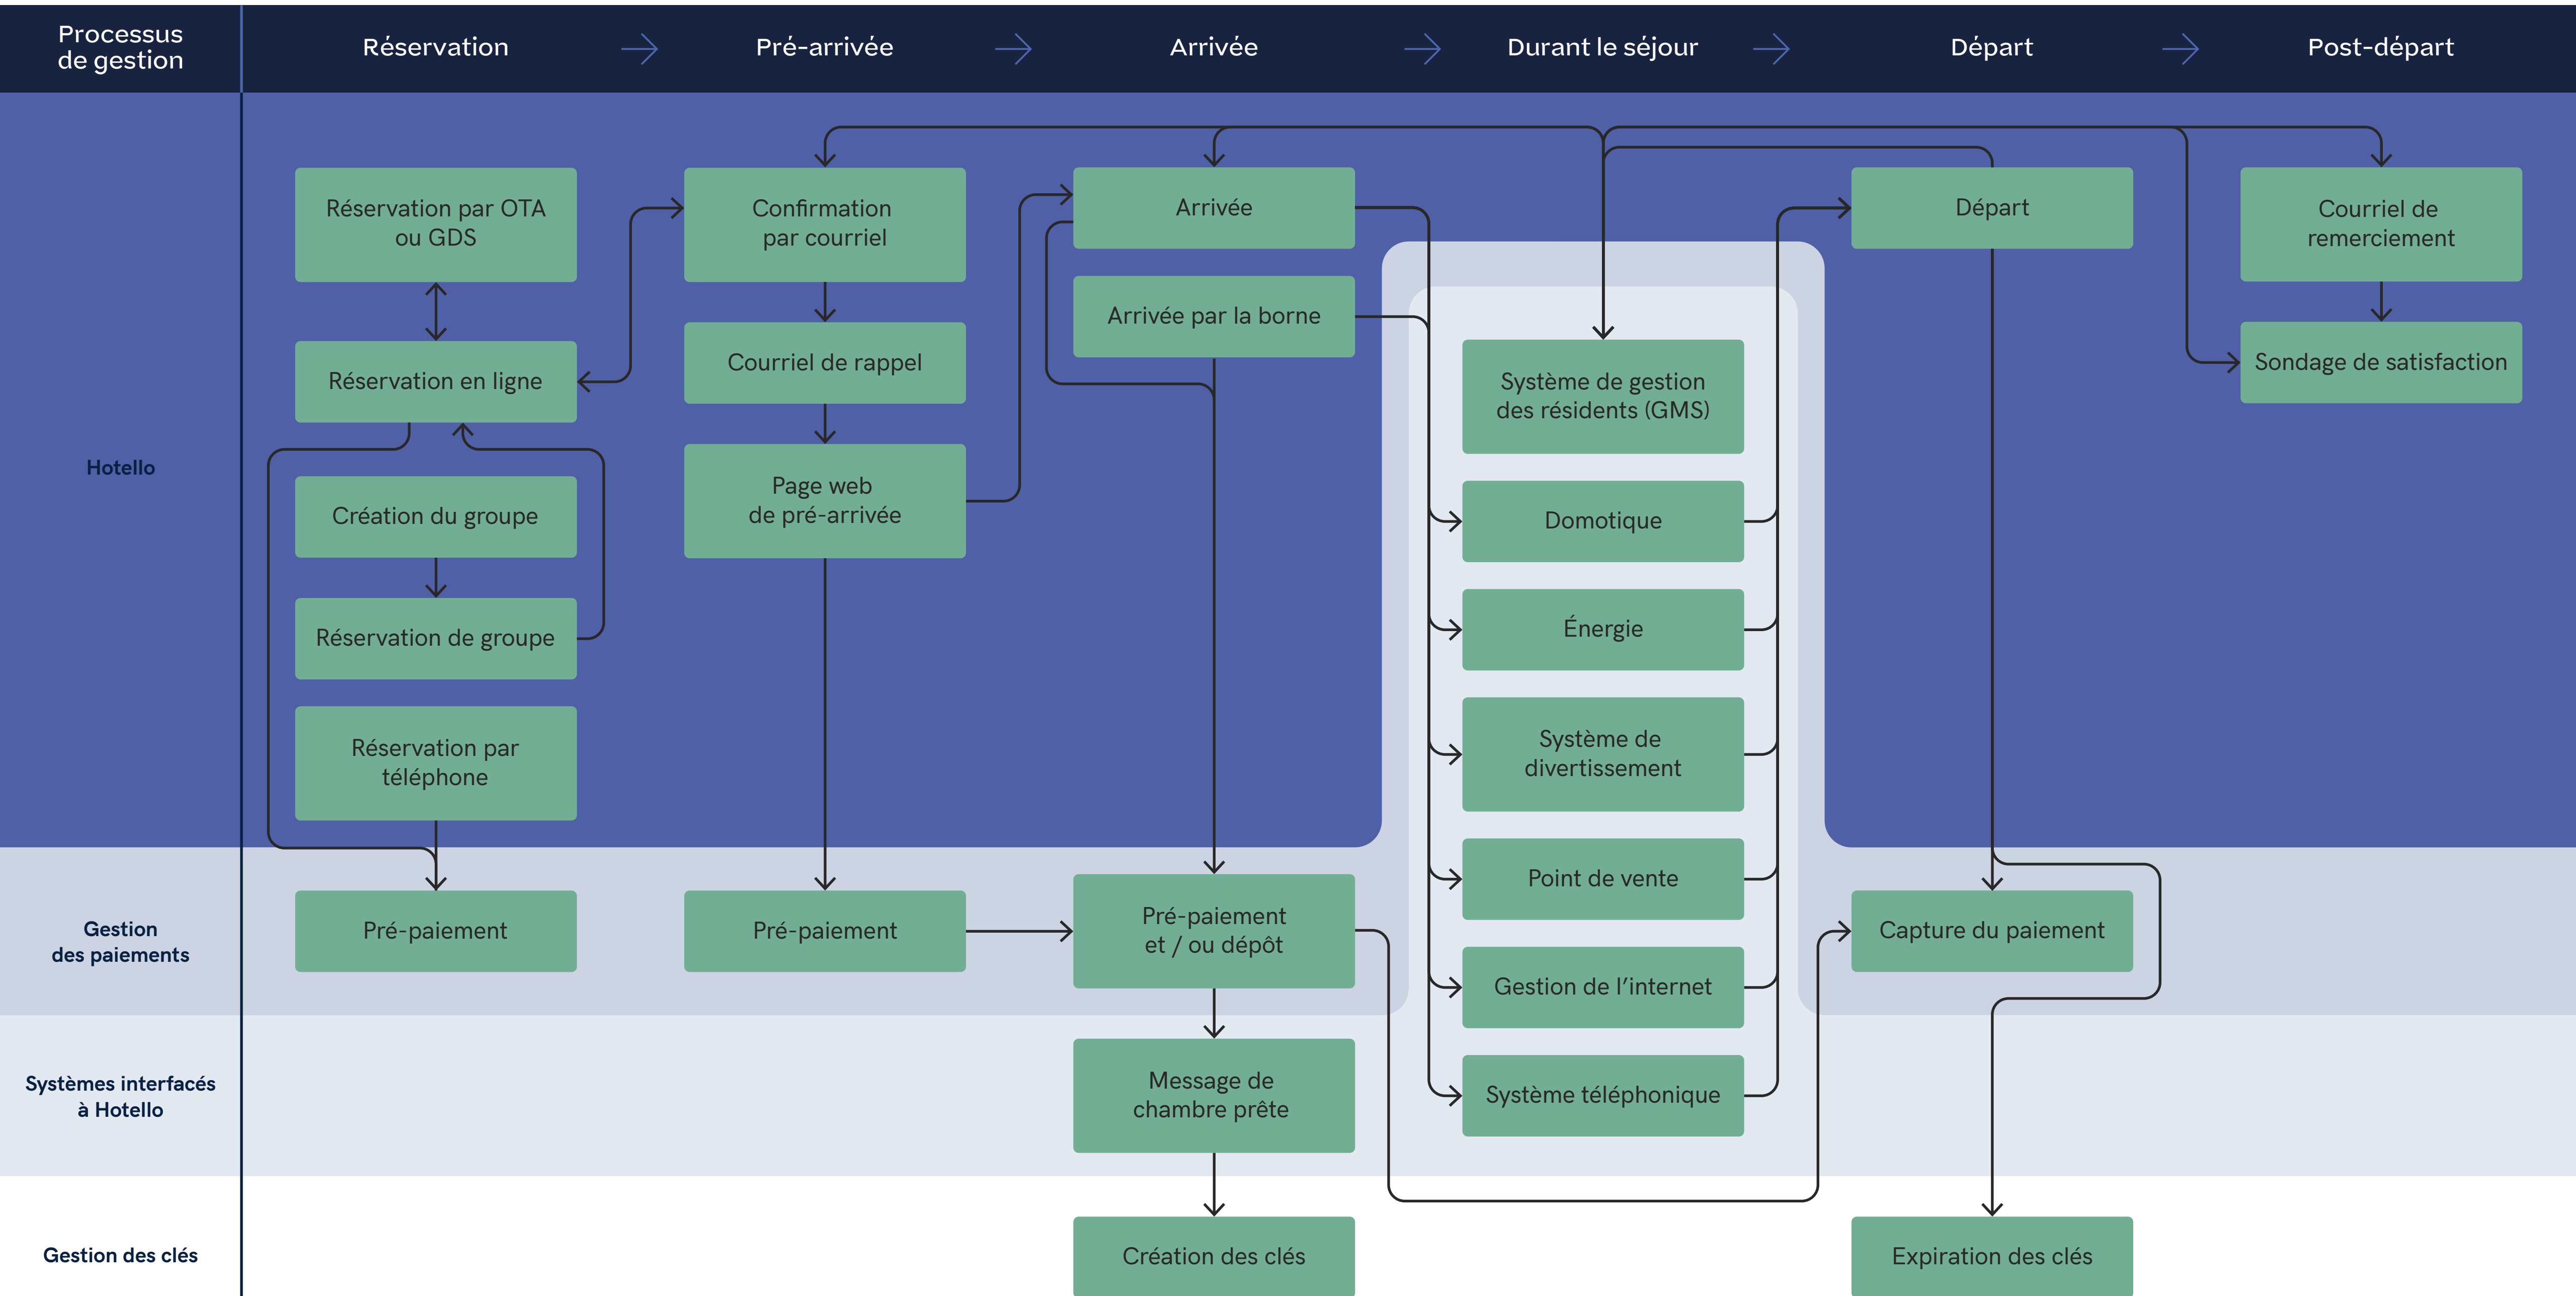 Processus
de gestion
Réservation
Pré-arrivée
Arrivée
Durant le séjour
Départ
Post-départ
Hotello
Réservation par OTA
ou GDS
Réservation en ligne
Création du groupe
Réservation de groupe
Réservation par
téléphone
Confirmation
par courriel
Courriel de rappel
Page web
de pré-arrivée
Arrivée
Arrivée par la borne
Système de gestion
des résidents (GMS)
Domotique
Énergie
Système de
divertissement
Point de vente
Gestion de l’internet
Système téléphonique
Départ
Courriel de
remerciement
Sondage de satisfaction
Gestion
des paiements
Pré-paiement
Pré-paiement
Pré-paiement
et / ou dépôt
Capture du paiement
Systèmes interfacés
à Hotello
Message de
chambre prête
Gestion des clés
Création des clés
Expiration des clés